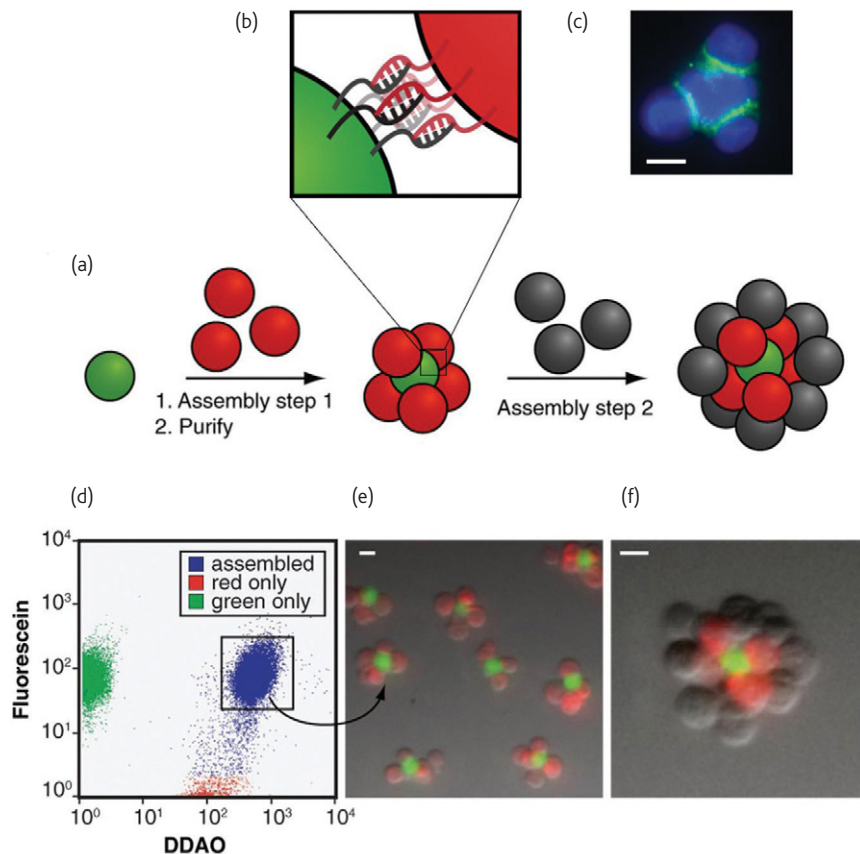 (b)
(c)
(a)
1. Assembly step 1
2. Purify
Assembly step 2
(d)
(e)
(f)
10⁴
10³
10²
10¹
10⁰
Fluorescein
assembled
red only
green only
10⁰ 10¹ 10² 10³ 10⁴
DDAO